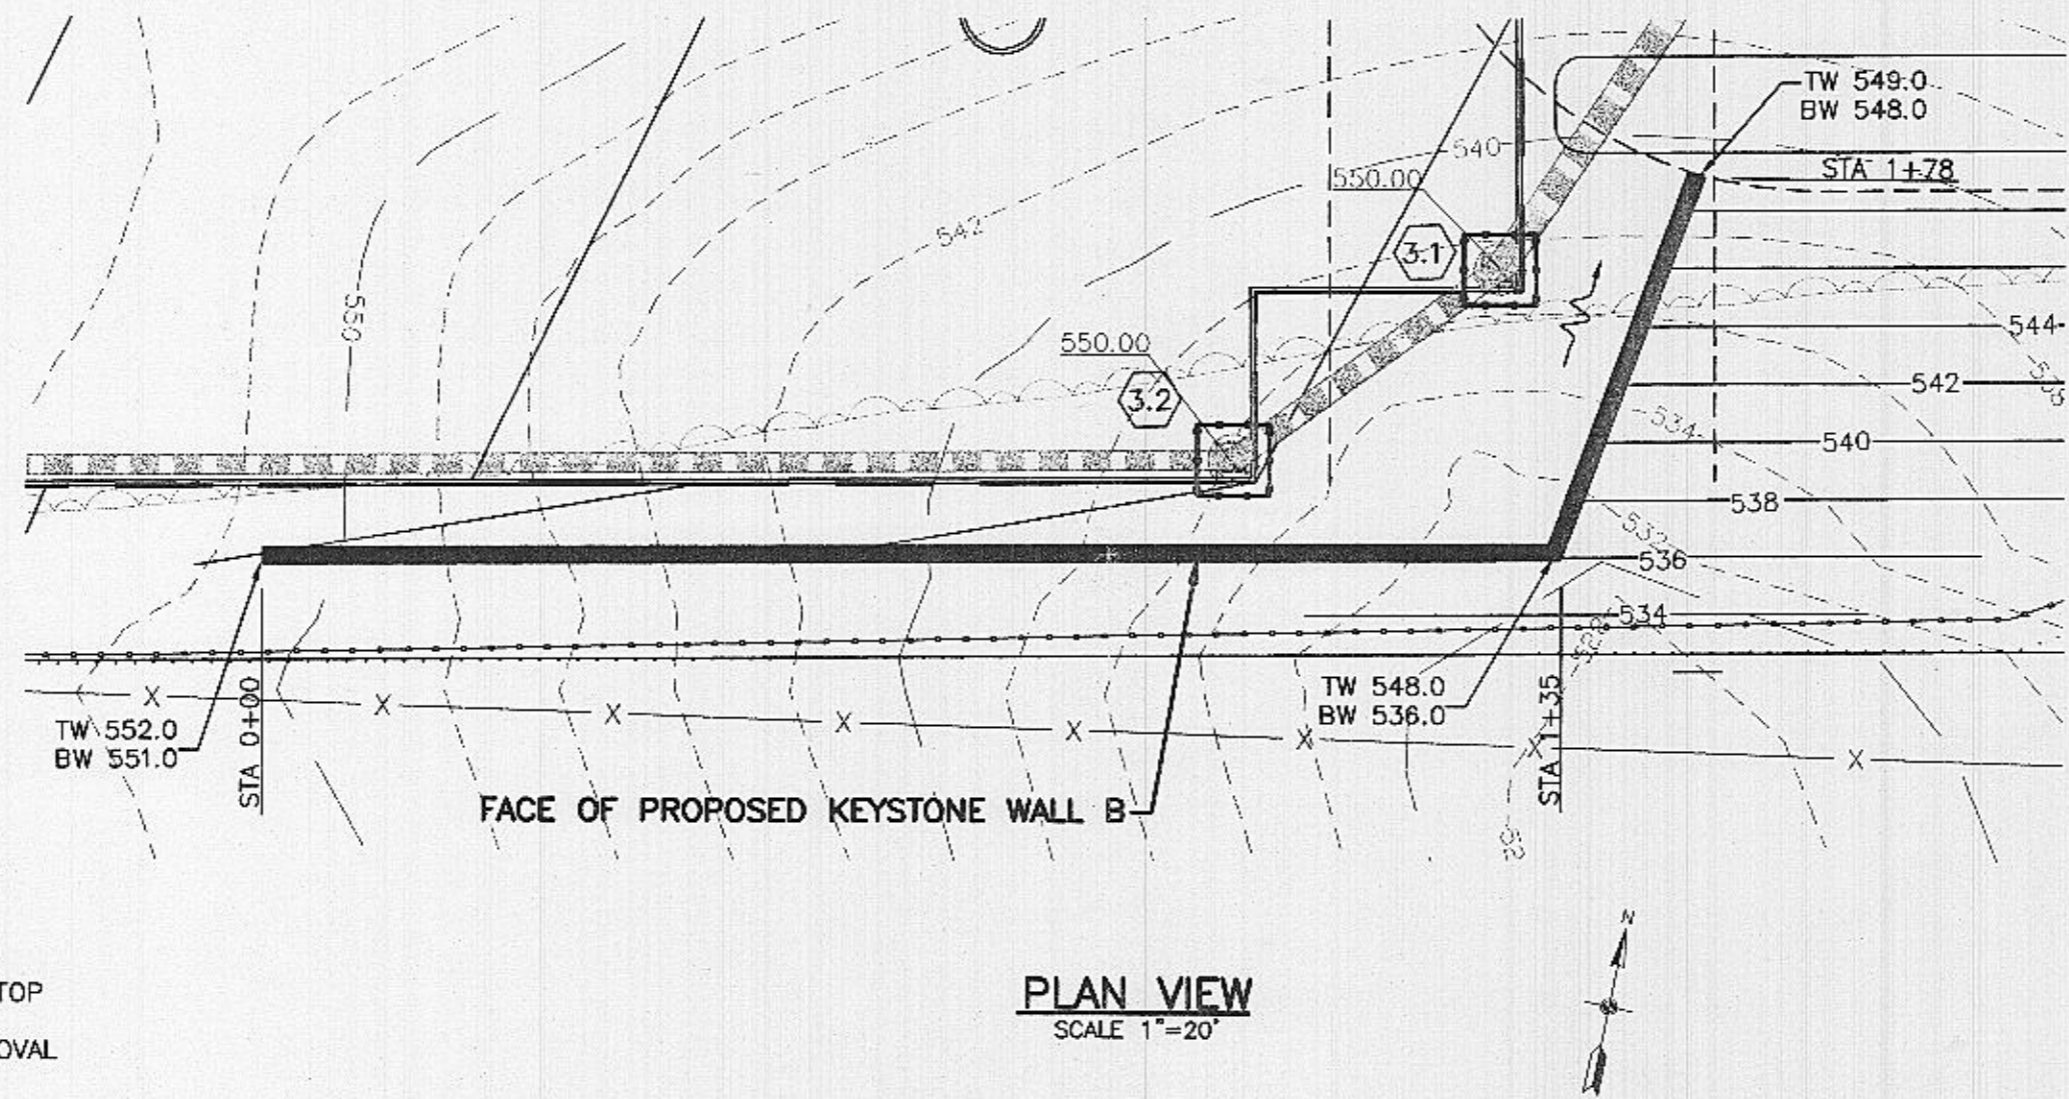 TW 549.0
BW 548.0
540
STA 1+78
550.00
542
3.1
550
544
550.00
542
3.2
534
540
538
532
536
534
TW 548.0
BW 536.0
TW 552.0
BW 551.0
STA 0+00
STA 1+35
X X X X X X X X
FACE OF PROPOSED KEYSTONE WALL B
52
N
TOP
PLAN VIEW
SCALE 1"=20'
OVAL